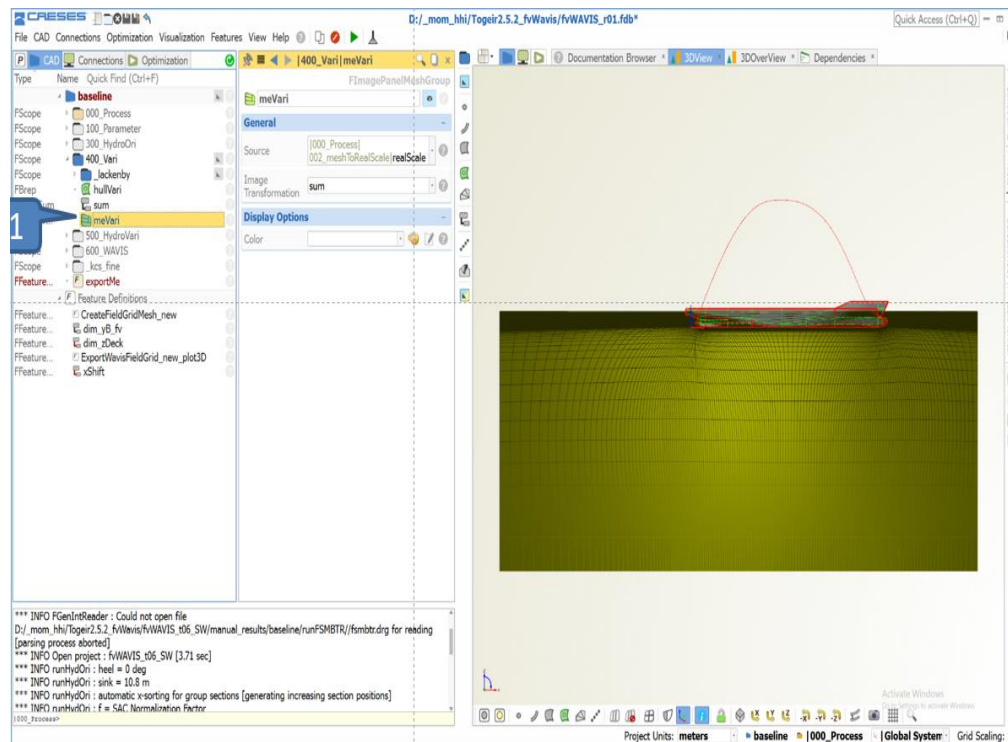 CAESES
D:/_mom_hhi/Togeir2.5.2_fvWavis/fvWAVIS_r01.fdb*
Quick Access (Ctrl+Q)
File CAD Connections Optimization Visualization Features View Help
P CAD Connections Optimization
|400_Vari|meVari
Documentation Browser 3DView 3DOverView Dependencies
Type Name Quick Find (Ctrl+F)
FImagePanelMeshGroup
baseline
meVari
FScope 000_Process
FScope 100_Parameter
General
FScope 300_HydroOri
FScope 400_Vari
Source |000_Process|
002_meshToRealScale|realScale
FScope _lackenby
FBrep hullVari
Image
Transformation sum
sum
1
meVari
Display Options
500_HydroVari
Color
600_WAVIS
FScope _kcs_fine
FFeature... F exportMe
F Feature Definitions
FFeature... CreateFieldGridMesh_new
FFeature... dim_yB_fv
FFeature... dim_zDeck
FFeature... ExportWavisFieldGrid_new_plot3D
FFeature... xShift
*** INFO FGenIntReader : Could not open file
D:/_mom_hhi/Togeir2.5.2_fvWavis/fvWAVIS_t06_SW/manual_results/baseline/runFSMBTR//fsmbtr.drg for reading
[parsing process aborted]
*** INFO Open project : fvWAVIS_t06_SW [3.71 sec]
*** INFO runHydOri : heel = 0 deg
*** INFO runHydOri : sink = 10.8 m
*** INFO runHydOri : automatic x-sorting for group sections [generating increasing section positions]
*** INFO runHydOri : f = SAC Normalization Factor
|000_Process>
Activate Windows
Go to Settings to activate Windows.
Project Units: meters baseline |000_Process |Global System Grid Scaling: